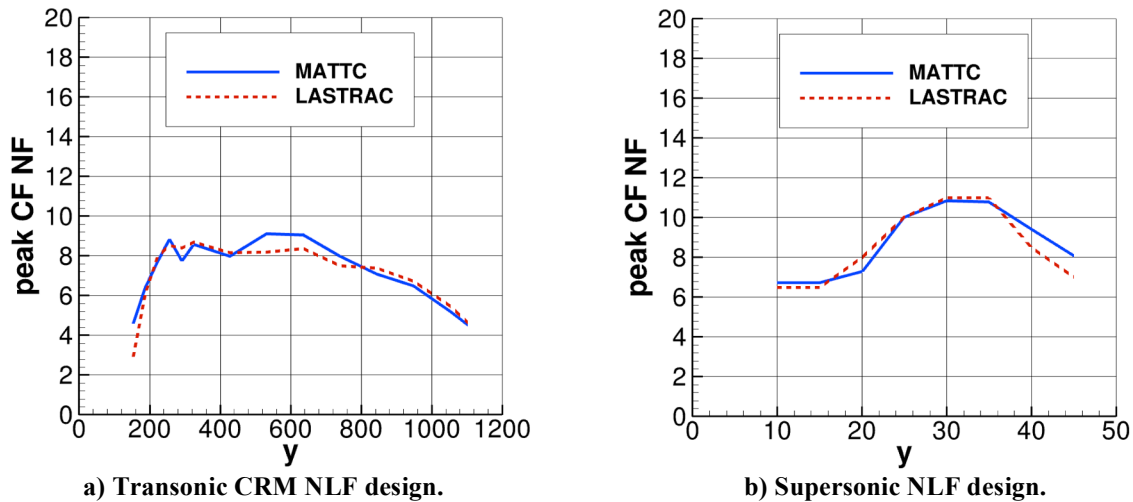 20
18
16
14
12
10
8
6
4
2
0
peak CF NF
MATTC
LASTRAC
0 200 400 600 800 1000 1200
y
a) Transonic CRM NLF design.
20
18
16
14
12
10
8
6
4
2
0
peak CF NF
MATTC
LASTRAC
10 20 30 40 50
y
b) Supersonic NLF design.